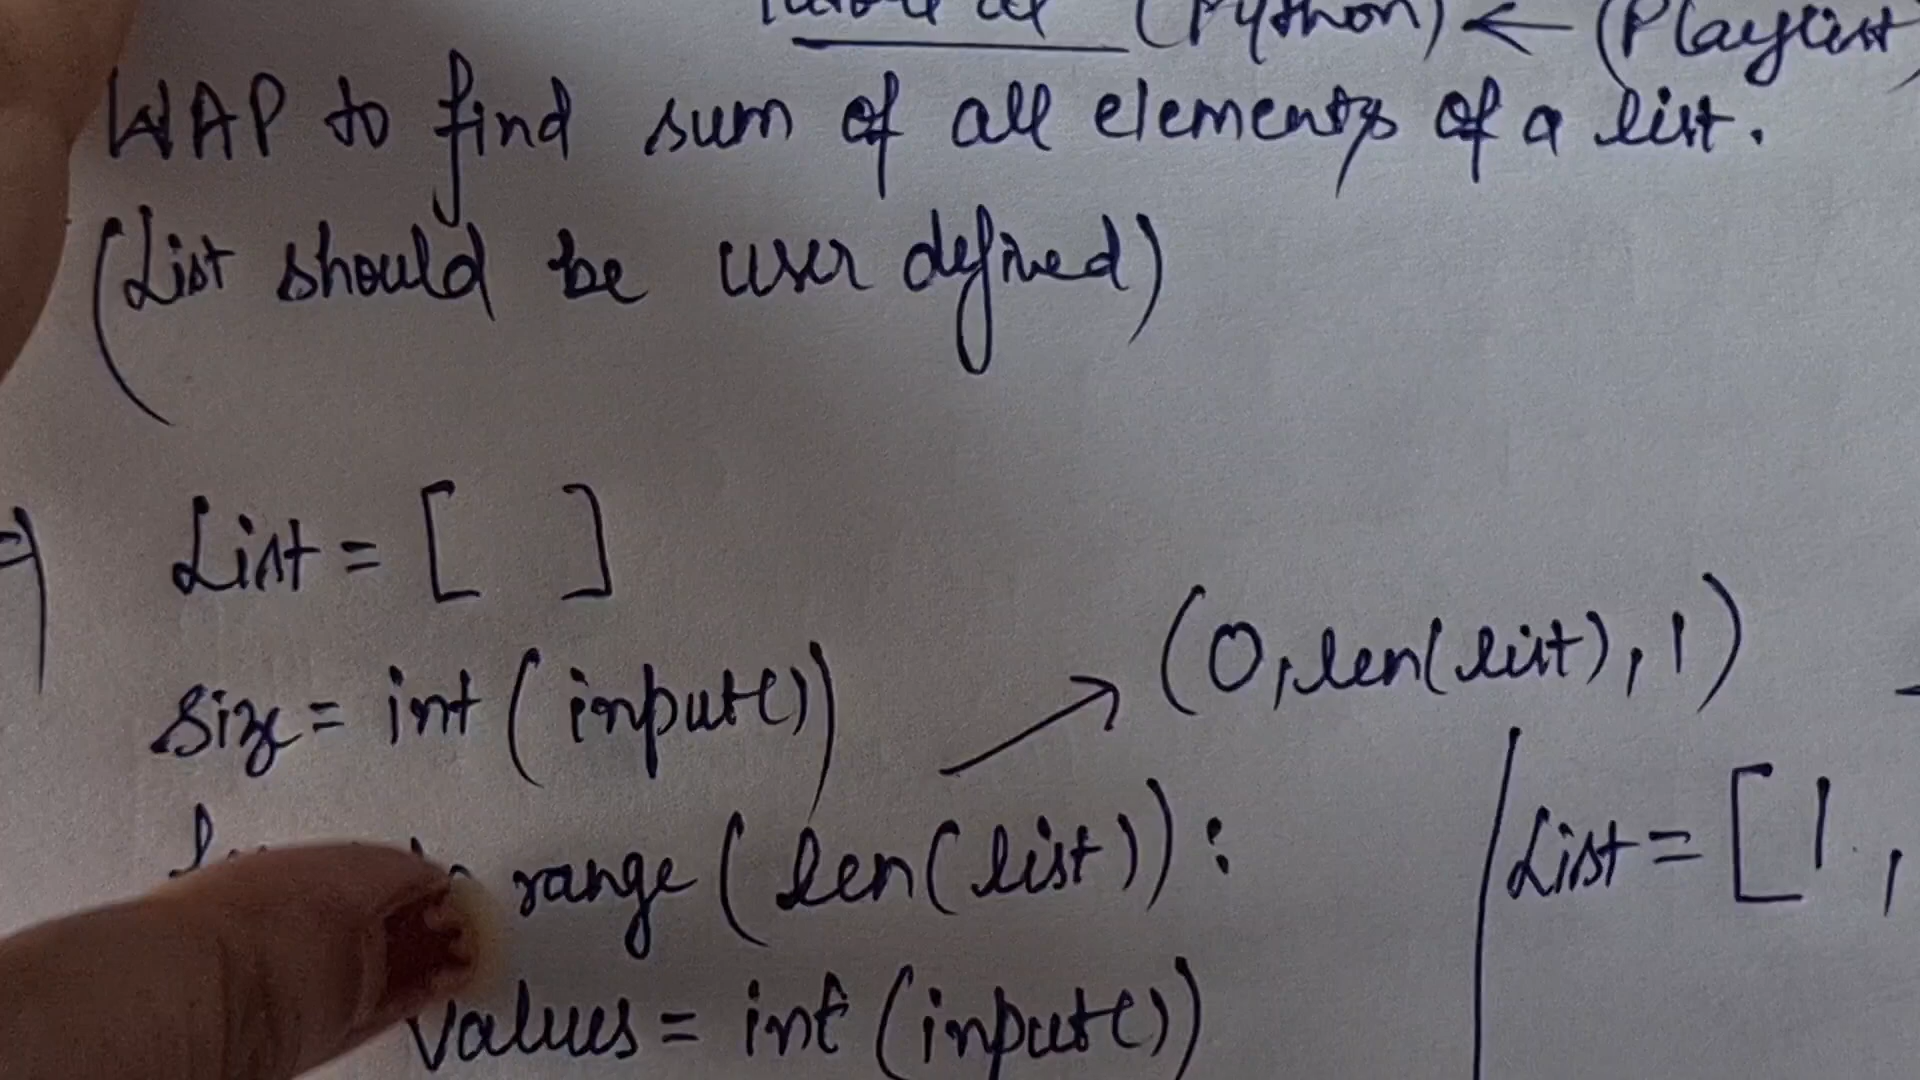 (Python) ← (Playlist)
WAP to find sum of all elements of a list.
(List should be user defined)
List = [ ]
size = int (input())
(0, len(list), 1)
range (len(list)):
List = [1,
values = int (input())